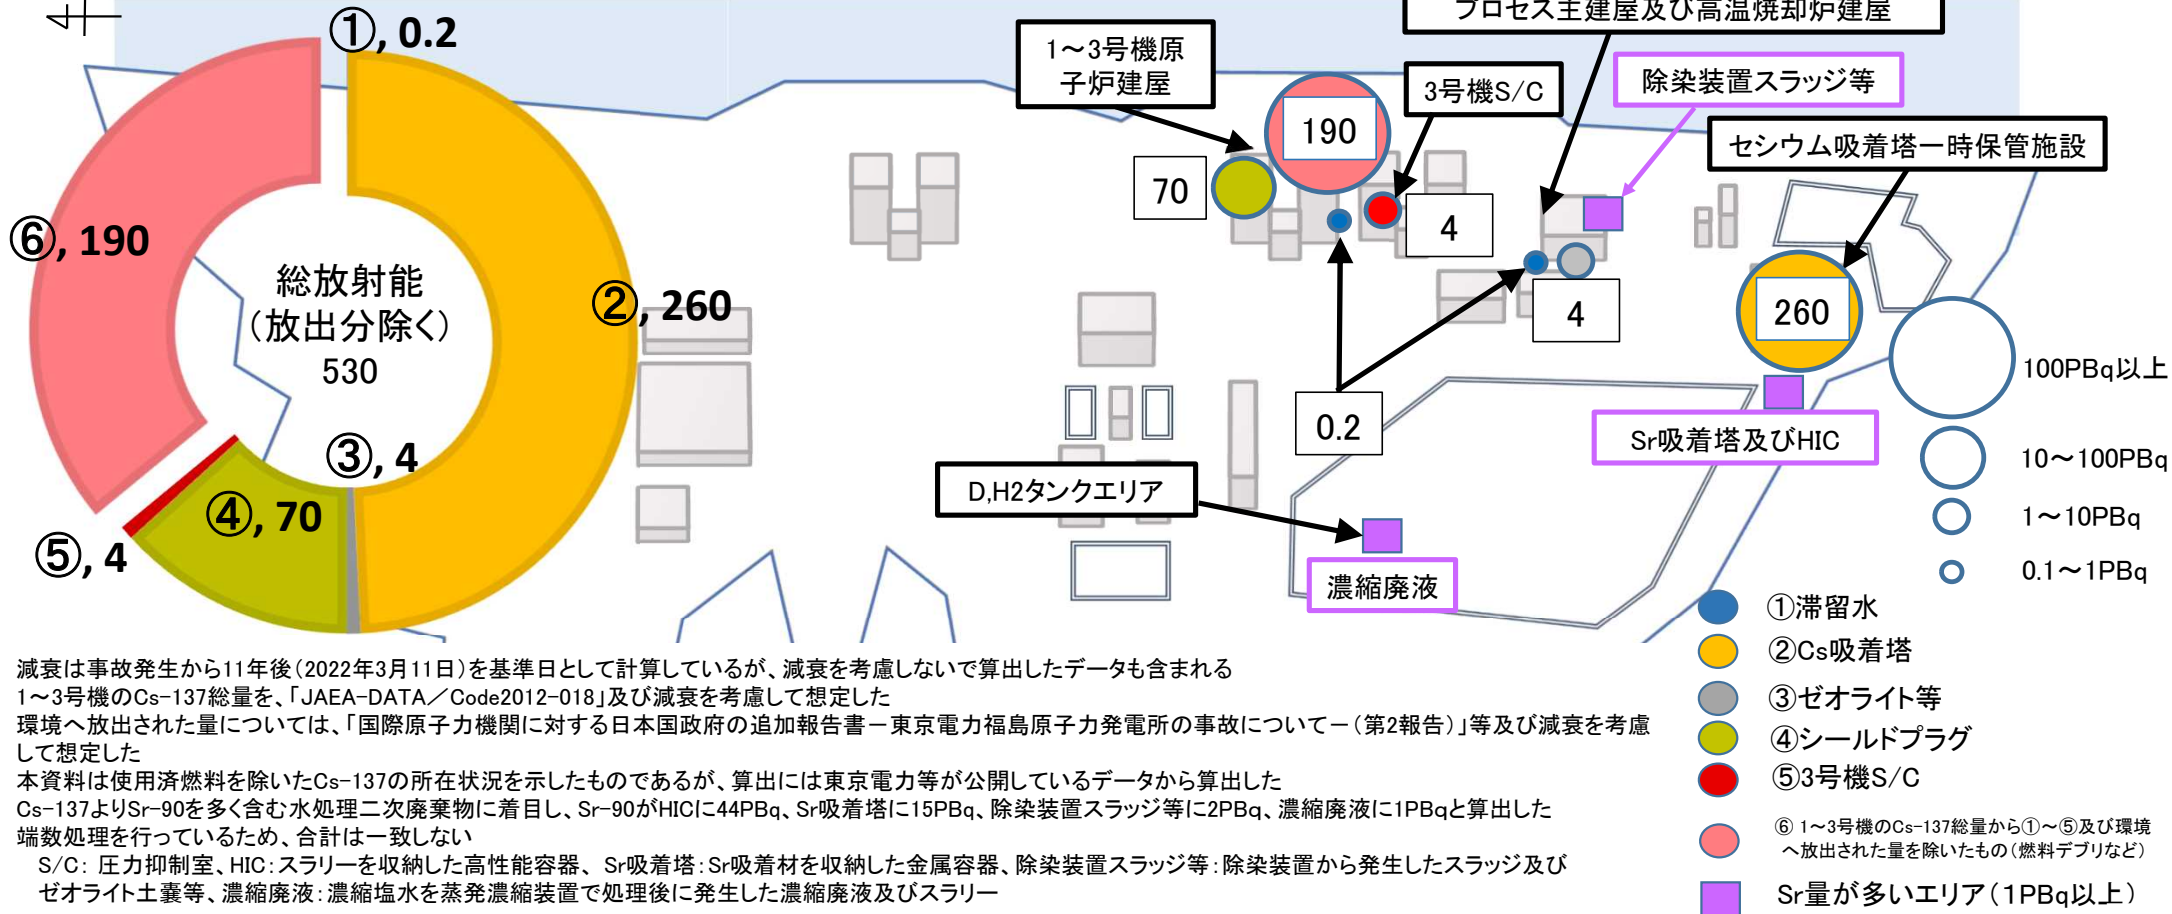 プロセス主建屋及び高温焼却炉建屋
①, 0.2
1～3号機原
子炉建屋
190
3号機S/C
除染装置スラッジ等
セシウム吸着塔一時保管施設
70
4
⑥, 190
総放射能
（放出分除く）
530
②, 260
4
260
100PBq以上
0.2
Sr吸着塔及びHIC
③, 4
10～100PBq
④, 70
D,H2タンクエリア
1～10PBq
⑤, 4
濃縮廃液
0.1～1PBq
①滞留水
②Cs吸着塔
③ゼオライト等
④シールドプラグ
⑤3号機S/C
⑥ 1～3号機のCs-137総量から①～⑤及び環境
へ放出された量を除いたもの（燃料デブリなど）
Sr量が多いエリア（1PBq以上）
減衰は事故発生から11年後（2022年3月11日）を基準日として計算しているが、減衰を考慮しないで算出したデータも含まれる
1～3号機のCs-137総量を、「JAEA-DATA／Code2012-018」及び減衰を考慮して想定した
環境へ放出された量については、「国際原子力機関に対する日本国政府の追加報告書－東京電力福島原子力発電所の事故について－（第2報告）」等及び減衰を考慮
して想定した
本資料は使用済燃料を除いたCs-137の所在状況を示したものであるが、算出には東京電力等が公開しているデータから算出した
Cs-137よりSr-90を多く含む水処理二次廃棄物に着目し、Sr-90がHICに44PBq、Sr吸着塔に15PBq、除染装置スラッジ等に2PBq、濃縮廃液に1PBqと算出した
端数処理を行っているため、合計は一致しない
S/C： 圧力抑制室、HIC：スラリーを収納した高性能容器、 Sr吸着塔：Sr吸着材を収納した金属容器、除染装置スラッジ等：除染装置から発生したスラッジ及び
ゼオライト土嚢等、濃縮廃液：濃縮塩水を蒸発濃縮装置で処理後に発生した濃縮廃液及びスラリー